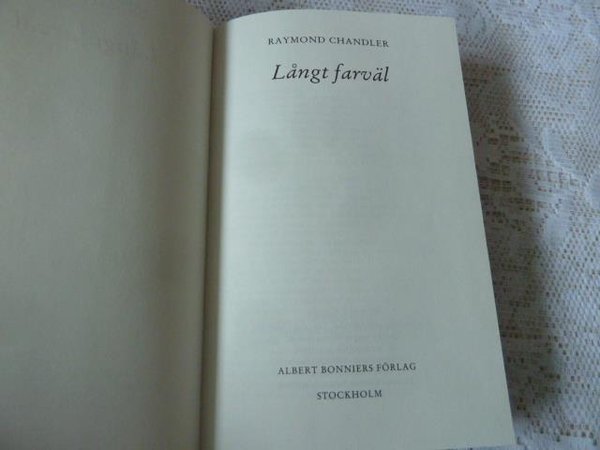 RAYMOND CHANDLER
Långt farväl
ALBERT BONNIERS FÖRLAG
STOCKHOLM